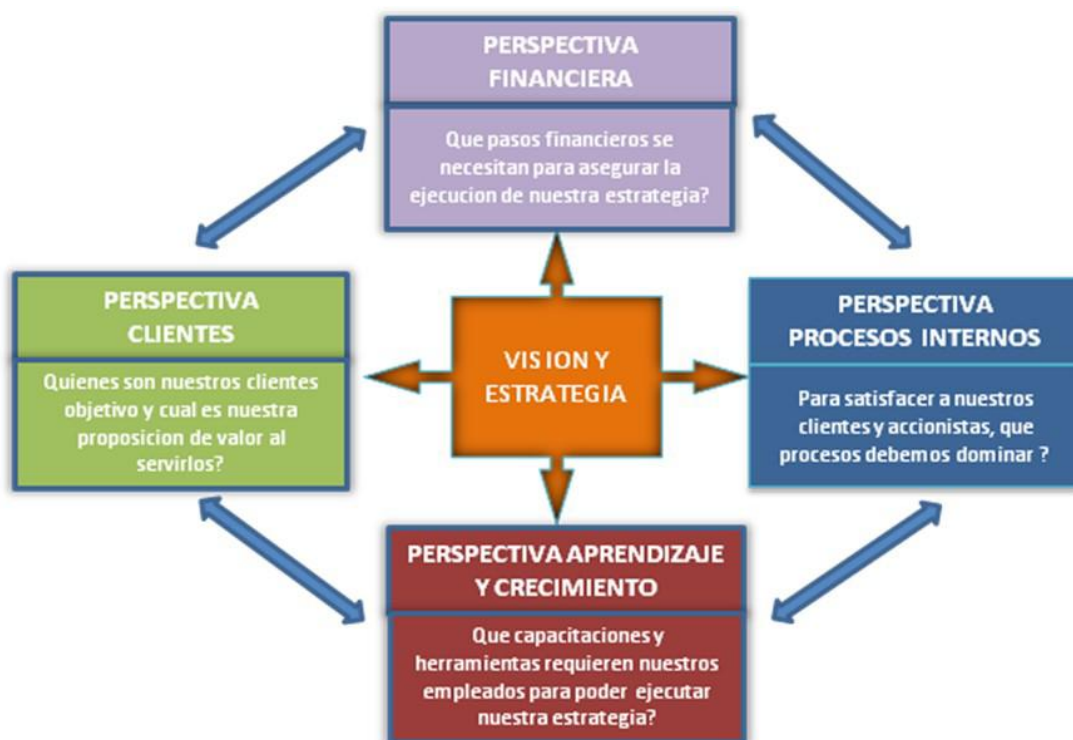 PERSPECTIVA
FINANCIERA
Que pasos financieros se
necesitan para asegurar la
ejecucion de nuestra estrategia?
PERSPECTIVA
CLIENTES
Quienes son nuestros clientes
objetivo y cual es nuestra
proposicion de valor al
servirlos?
VISION Y
ESTRATEGIA
PERSPECTIVA
PROCESOS INTERNOS
Para satisfacer a nuestros
clientes y accionistas, que
procesos debemos dominar ?
PERSPECTIVA APRENDIZAJE
Y CRECIMIENTO
Que capacitaciones y
herramientas requieren nuestros
empleados para poder ejecutar
nuestra estrategia?